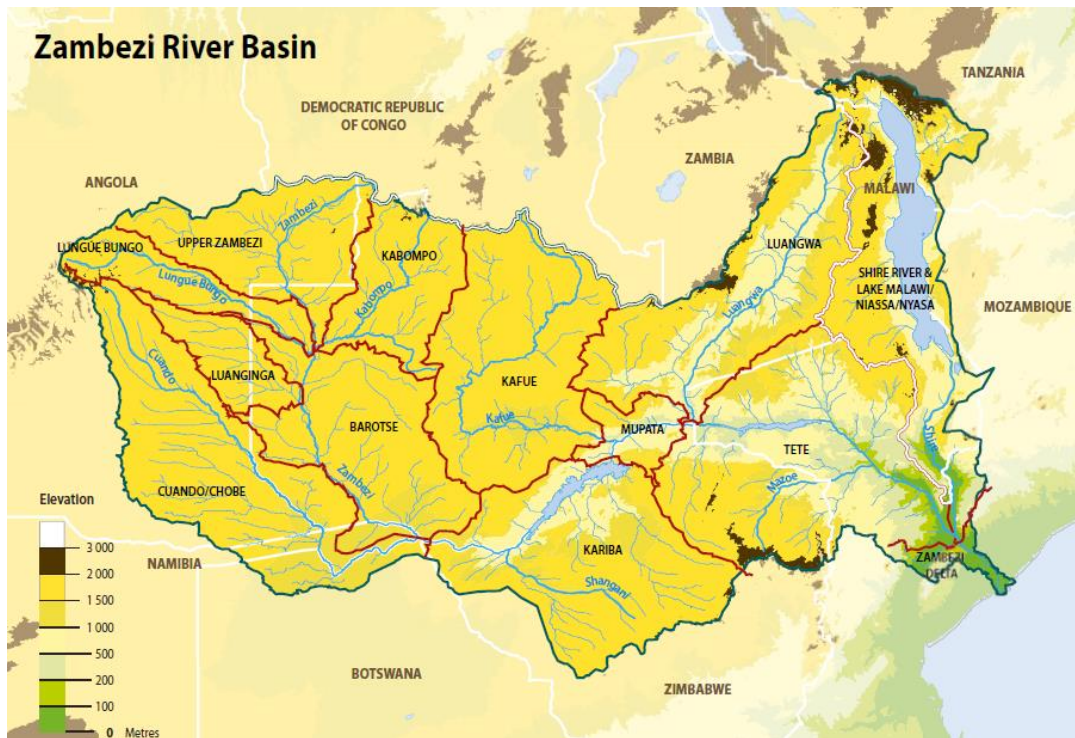 Zambezi River Basin
TANZANIA
DEMOCRATIC REPUBLIC
OF CONGO
ZAMBIA
ANGOLA
MALAWI
Zambezi
LUNGUE BUNGO
UPPER ZAMBEZI
KABOMPO
LUANGWA
Lungue Bungo
Kabompo
Luangwa
SHIRE RIVER &
LAKE MALAWI/
NIASSA/NYASA
MOZAMBIQUE
Cuando
LUANGINGA
KAFUE
BAROTSE
Kafue
MUPATA
TETE
Shire
Zambezi
Mazoe
CUANDO/CHOBE
Elevation
KARIBA
ZAMBEZI
DELTA
NAMIBIA
Shangani
3 000
2 000
1 500
1 000
500
200
100
0 Metres
BOTSWANA
ZIMBABWE